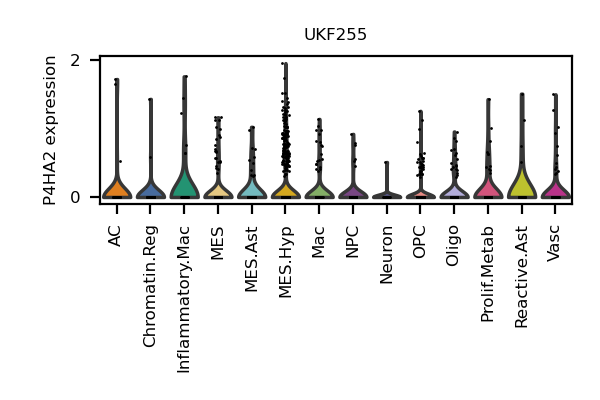 UKF255
P4HA2 expression
2
0
AC
Chromatin.Reg
Inflammatory.Mac
MES
MES.Ast
MES.Hyp
Mac
NPC
Neuron
OPC
Oligo
Prolif.Metab
Reactive.Ast
Vasc